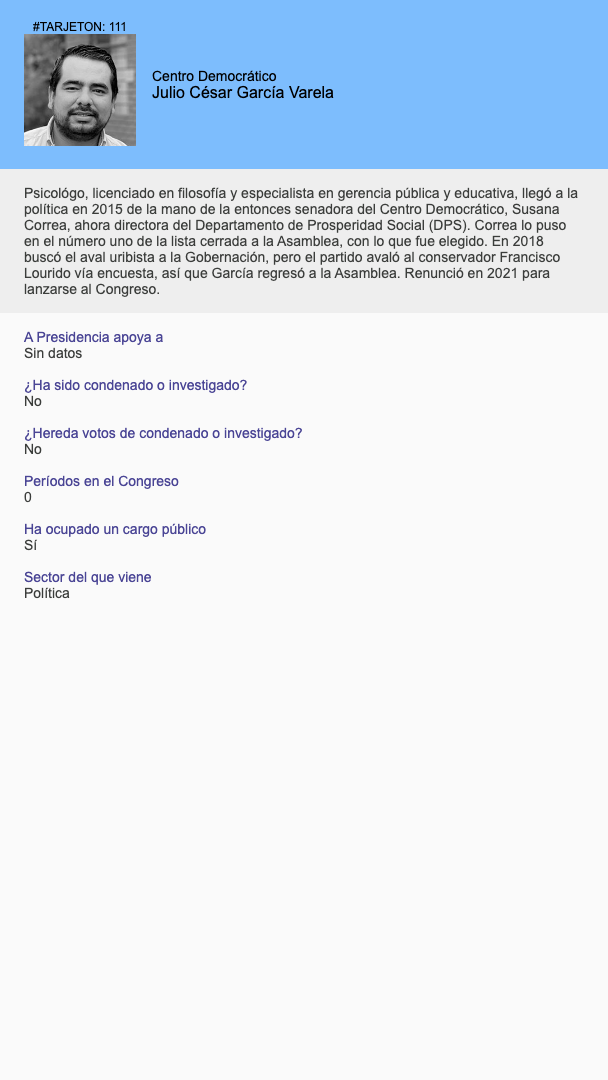 #TARJETON: 111
Centro Democrático
Julio César García Varela
Psicológo, licenciado en filosofía y especialista en gerencia pública y educativa, llegó a la
política en 2015 de la mano de la entonces senadora del Centro Democrático, Susana
Correa, ahora directora del Departamento de Prosperidad Social (DPS). Correa lo puso
en el número uno de la lista cerrada a la Asamblea, con lo que fue elegido. En 2018
buscó el aval uribista a la Gobernación, pero el partido avaló al conservador Francisco
Lourido vía encuesta, así que García regresó a la Asamblea. Renunció en 2021 para
lanzarse al Congreso.
A Presidencia apoya a
Sin datos
¿Ha sido condenado o investigado?
No
¿Hereda votos de condenado o investigado?
No
Períodos en el Congreso
0
Ha ocupado un cargo público
Sí
Sector del que viene
Política